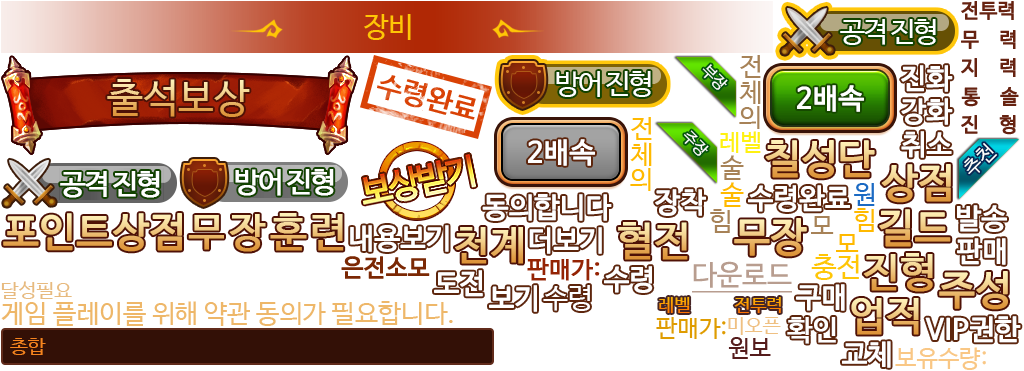 장비
공격 진형
전투력
무 력
지 력
통 솔
진 형
출석보상
수령완료
방어 진형
부장
전체의
2배속
진화
강화
취소
2배속
전체의
주장
레벨
술
술
힘
칠성단
추천
공격 진형
방어 진형
보상받기
장착
수령완료
원
상점
포인트상점
무 장
훈련
내용보기
동의합니다
천계
더보기
혈전
무장
모
힘
모
길드
발송
판매
은전소모
도전
판매가:
수령
보기
수령
다운로드
충전
진형
주성
달성필요
게임 플레이를 위해 약관 동의가 필요합니다.
레벨
전투력
구매
업적
판매가:
미오픈
확인
VIP권한
총합
원보
교체
보유수량: